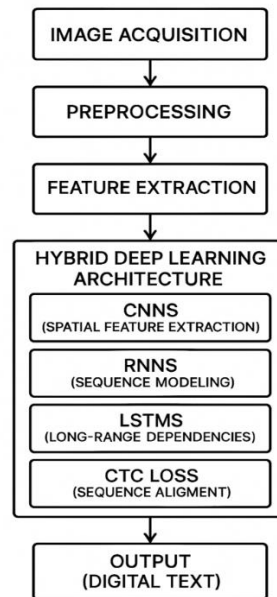 IMAGE ACQUISITION
PREPROCESSING
FEATURE EXTRACTION
HYBRID DEEP LEARNING
ARCHITECTURE
CNNS
(SPATIAL FEATURE EXTRACTION)
RNNS
(SEQUENCE MODELING)
LSTMS
(LONG-RANGE DEPENDENCIES)
CTC LOSS
(SEQUENCE ALIGMENT)
OUTPUT
(DIGITAL TEXT)